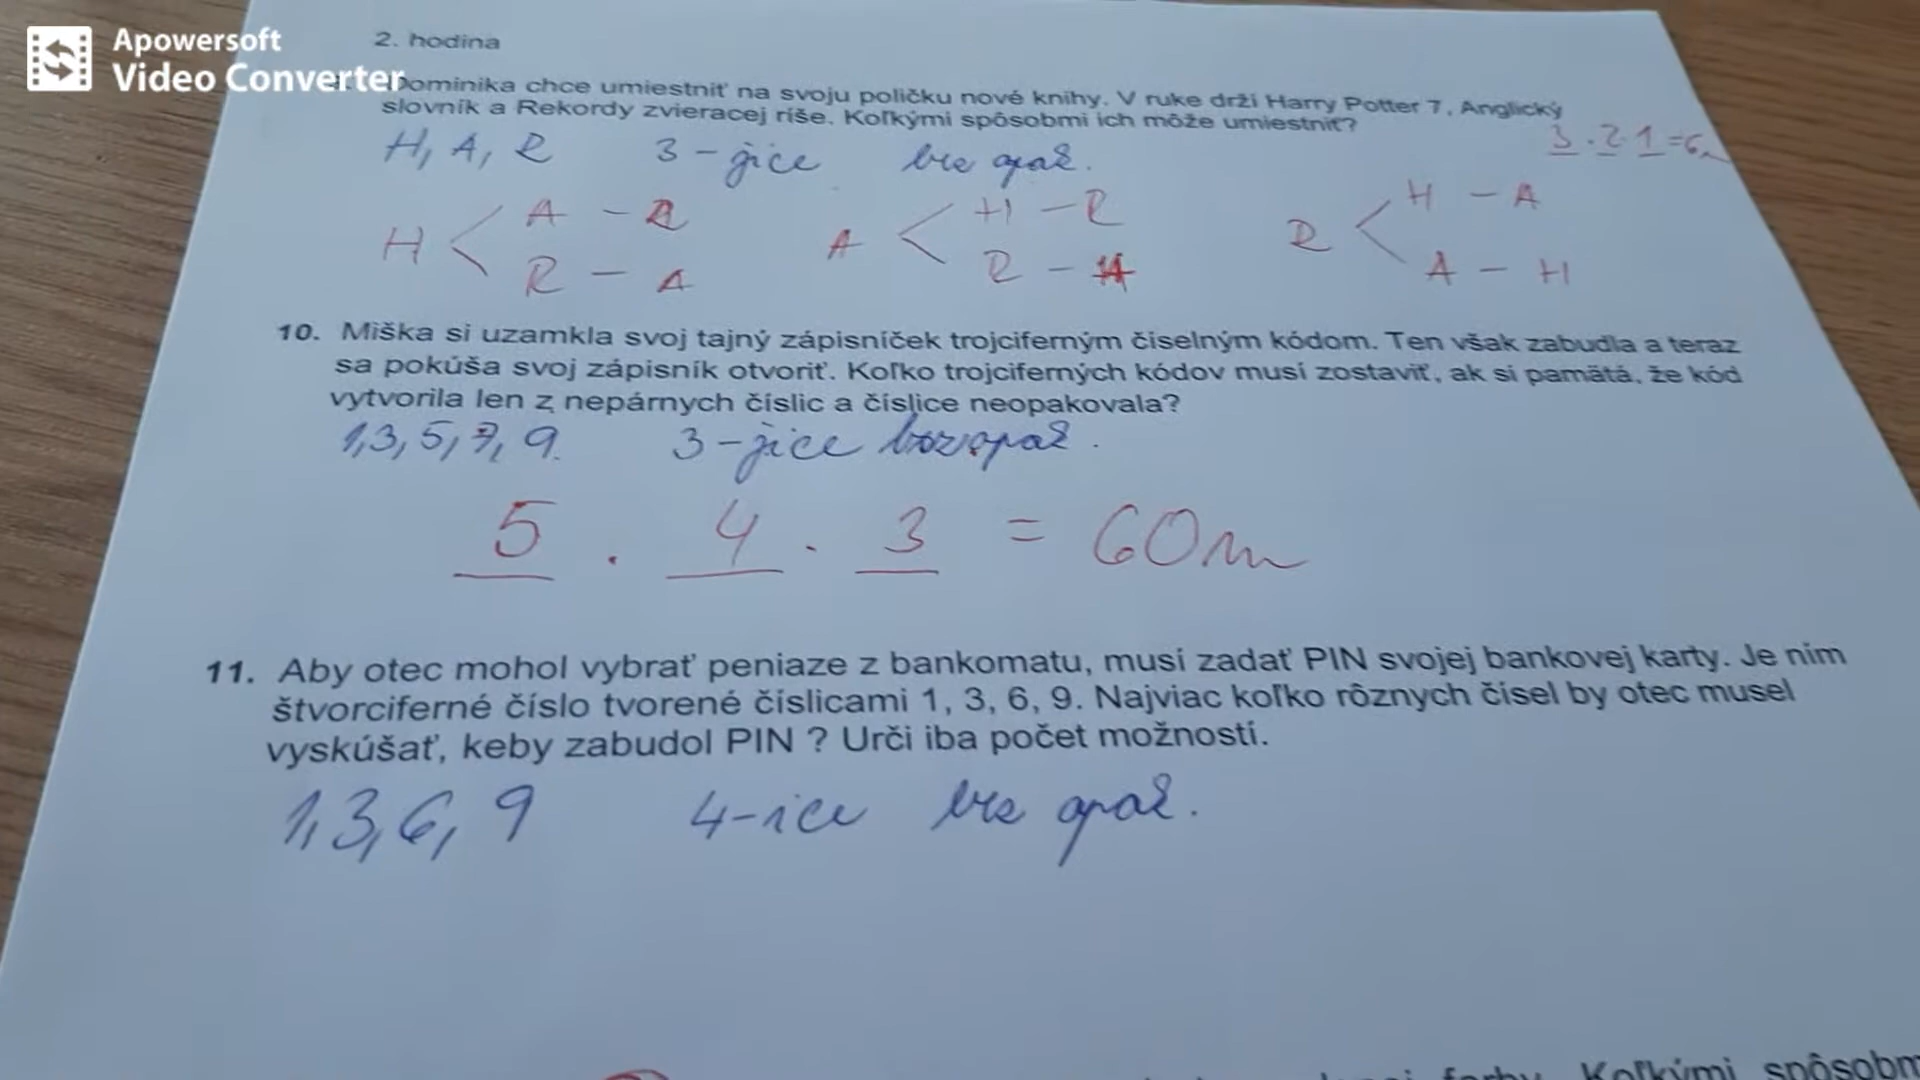 Apowersoft
Video Converter
2. hodina
Dominika chce umiestniť na svoju poličku nové knihy. V ruke drží Harry Potter 7, Anglický
slovník a Rekordy zvieracej ríše. Koľkými spôsobmi ich môže umiestniť?
3 . 2 1 = 6m
H, A, R 3-jice bez opak.
H < A - R
R - A
A < H - R
R - H
R < H - A
A - H
10. Miška si uzamkla svoj tajný zápisníček trojciferným číselným kódom. Ten však zabudla a teraz
sa pokúša svoj zápisník otvoriť. Koľko trojciferných kódov musí zostaviť, ak si pamätá, že kód
vytvorila len z nepárnych číslic a číslice neopakovala?
1,3,5,7,9. 3-jice bez opak.
5 . 4 . 3 = 60m
11. Aby otec mohol vybrať peniaze z bankomatu, musí zadať PIN svojej bankovej karty. Je ním
štvorciferné číslo tvorené číslicami 1, 3, 6, 9. Najviac koľko rôznych čísel by otec musel
vyskúšať, keby zabudol PIN ? Urči iba počet možností.
1,3,6,9 4-ice bez opak.
farby. Koľkými spôsobm